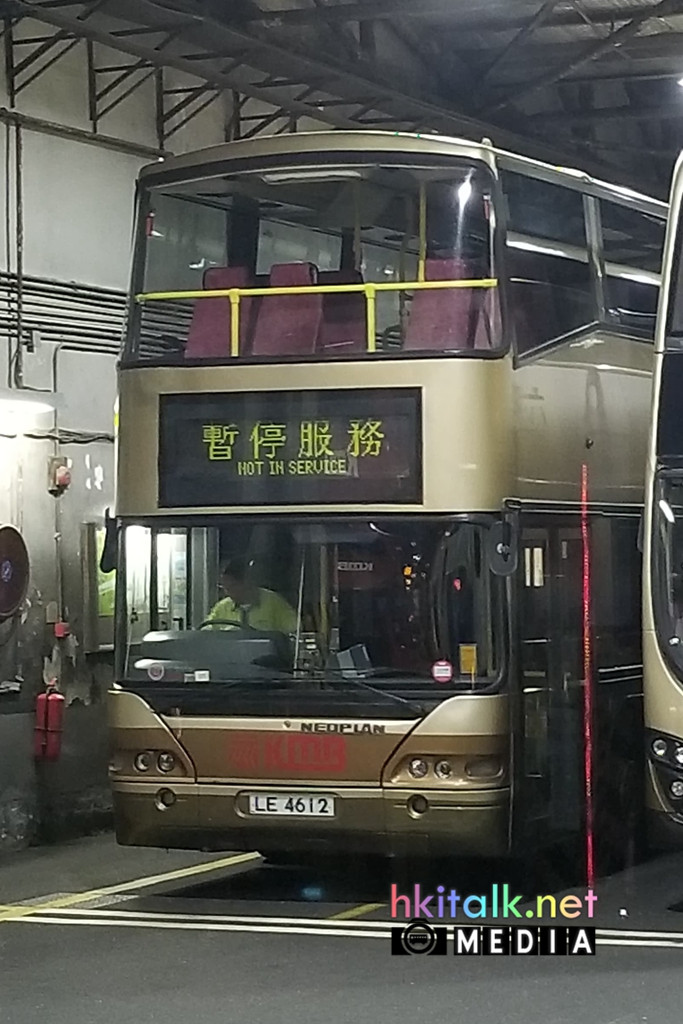 暫停服務
NOT IN SERVICE
NEOPLAN
KMB
LE 4612
hkitalk.net
MEDIA